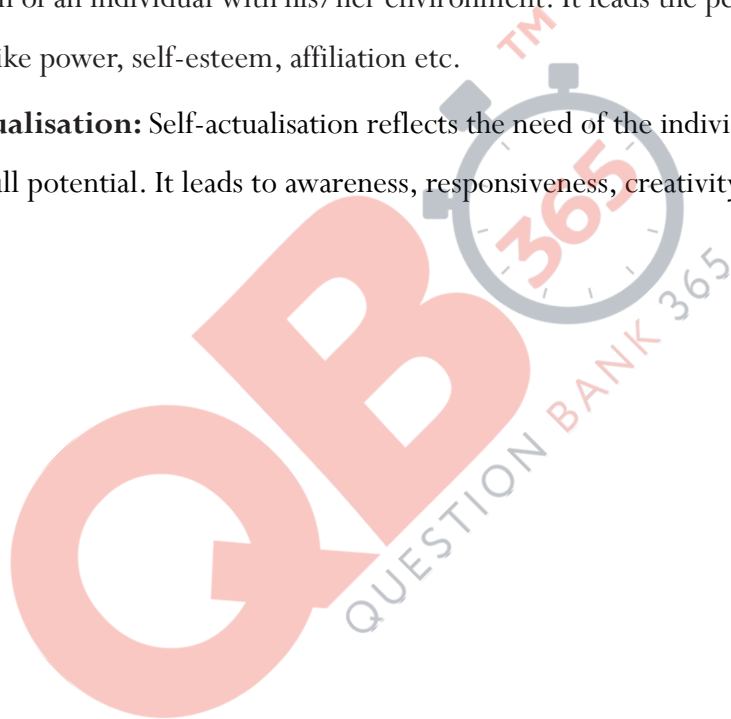 of an individual with his/her environment. It leads the
ike power, self-esteem, affiliation etc.
ualisation: Self-actualisation reflects the need of the indivi
ll potential. It leads to awareness, responsiveness, creativity
TM
365
QB
QUESTION BANK 365